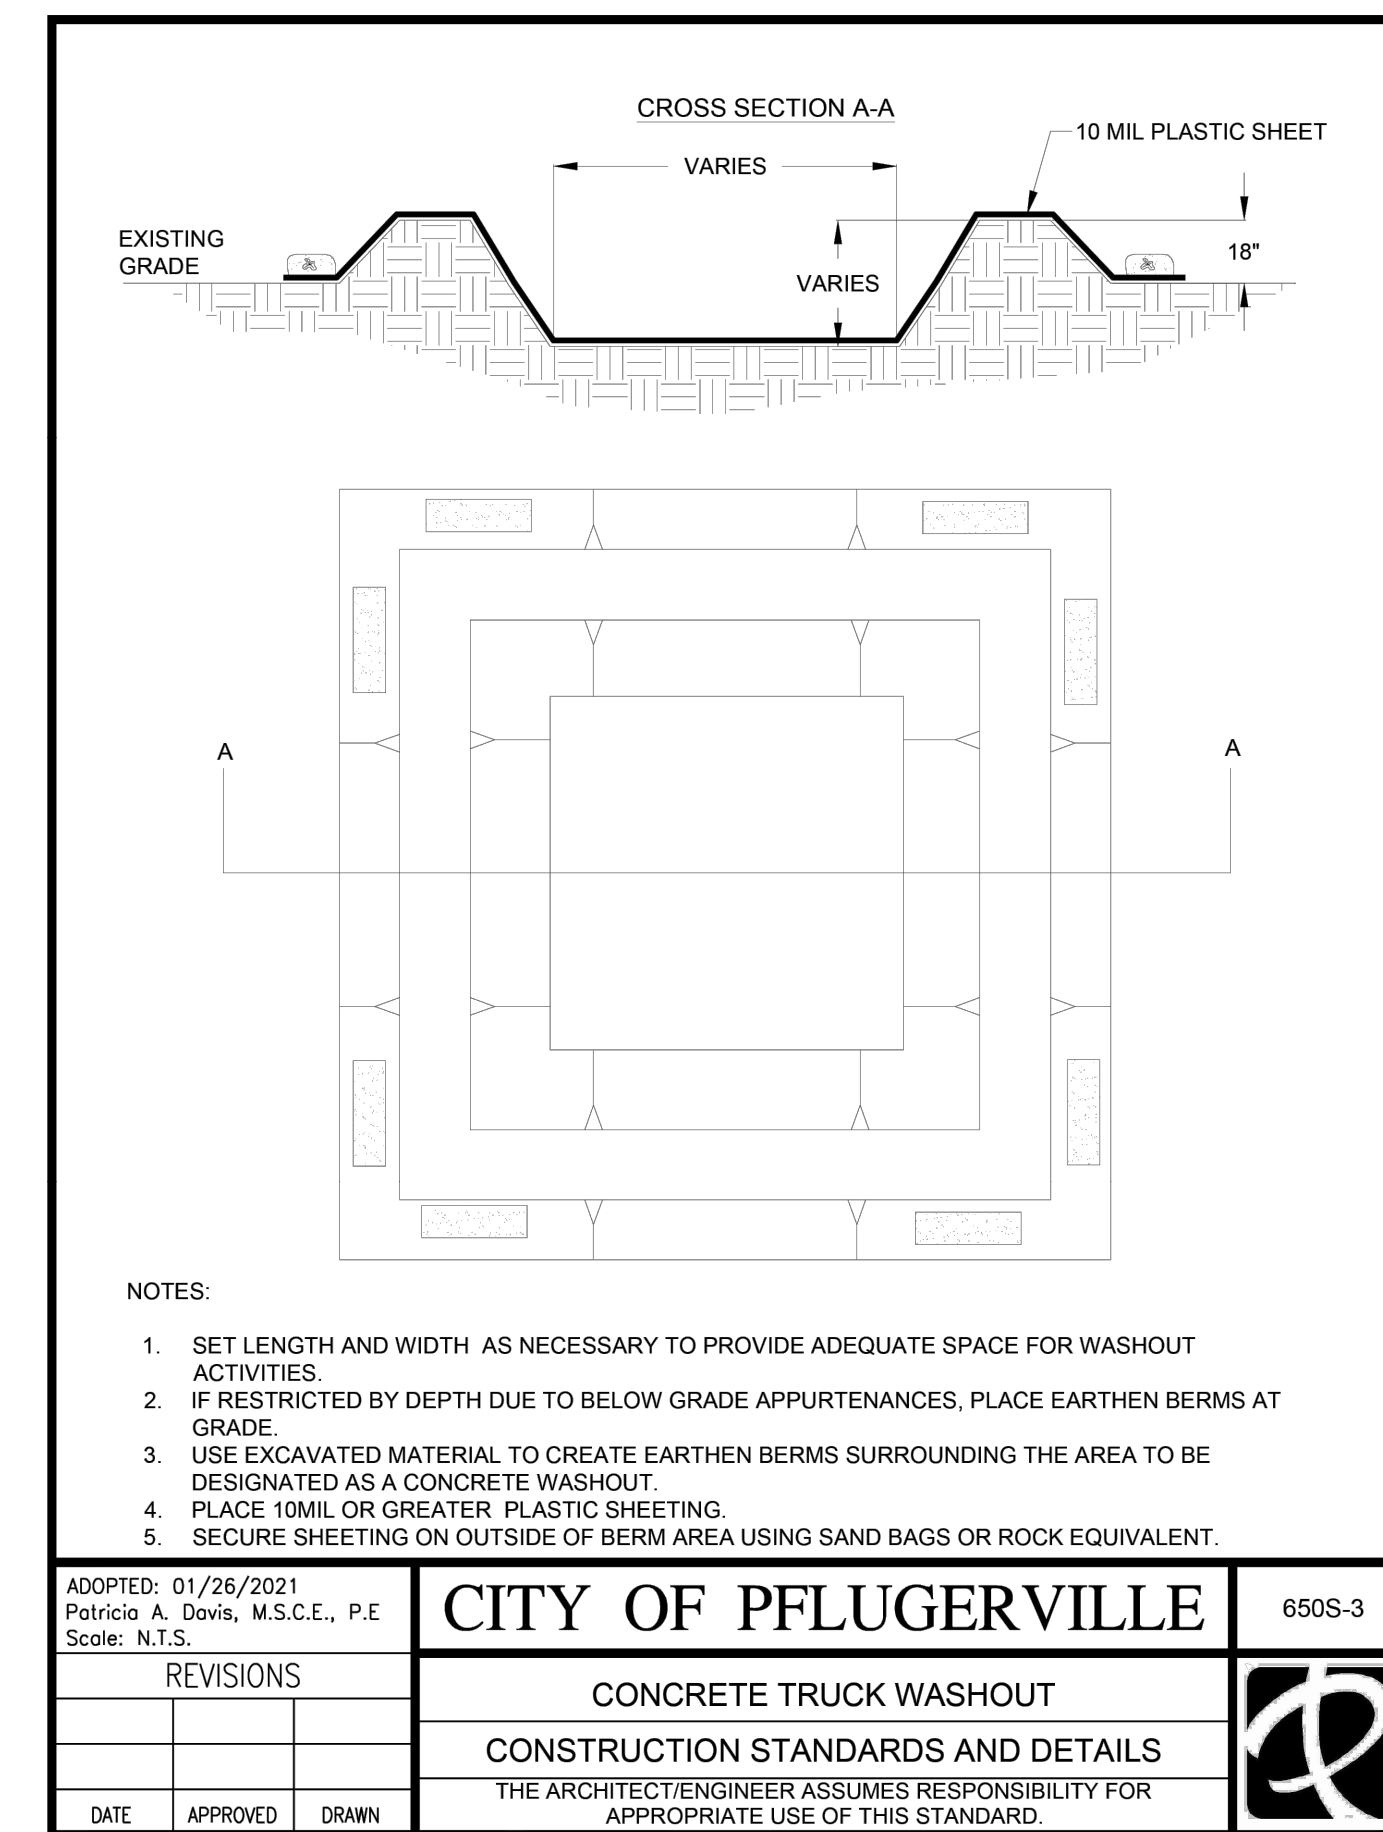 CROSS SECTION A-A
10 MIL PLASTIC SHEET
VARIES
EXISTING
GRADE
18"
VARIES
A
A
NOTES:
1. SET LENGTH AND WIDTH AS NECESSARY TO PROVIDE ADEQUATE SPACE FOR WASHOUT
ACTIVITIES.
2. IF RESTRICTED BY DEPTH DUE TO BELOW GRADE APPURTENANCES, PLACE EARTHEN BERMS AT
GRADE.
3. USE EXCAVATED MATERIAL TO CREATE EARTHEN BERMS SURROUNDING THE AREA TO BE
DESIGNATED AS A CONCRETE WASHOUT.
4. PLACE 10MIL OR GREATER PLASTIC SHEETING.
5. SECURE SHEETING ON OUTSIDE OF BERM AREA USING SAND BAGS OR ROCK EQUIVALENT.
ADOPTED: 01/26/2021
Patricia A. Davis, M.S.C.E., P.E
Scale: N.T.S.
REVISIONS
DATE APPROVED DRAWN
CITY OF PFLUGERVILLE
CONCRETE TRUCK WASHOUT
CONSTRUCTION STANDARDS AND DETAILS
THE ARCHITECT/ENGINEER ASSUMES RESPONSIBILITY FOR
APPROPRIATE USE OF THIS STANDARD.
650S-3